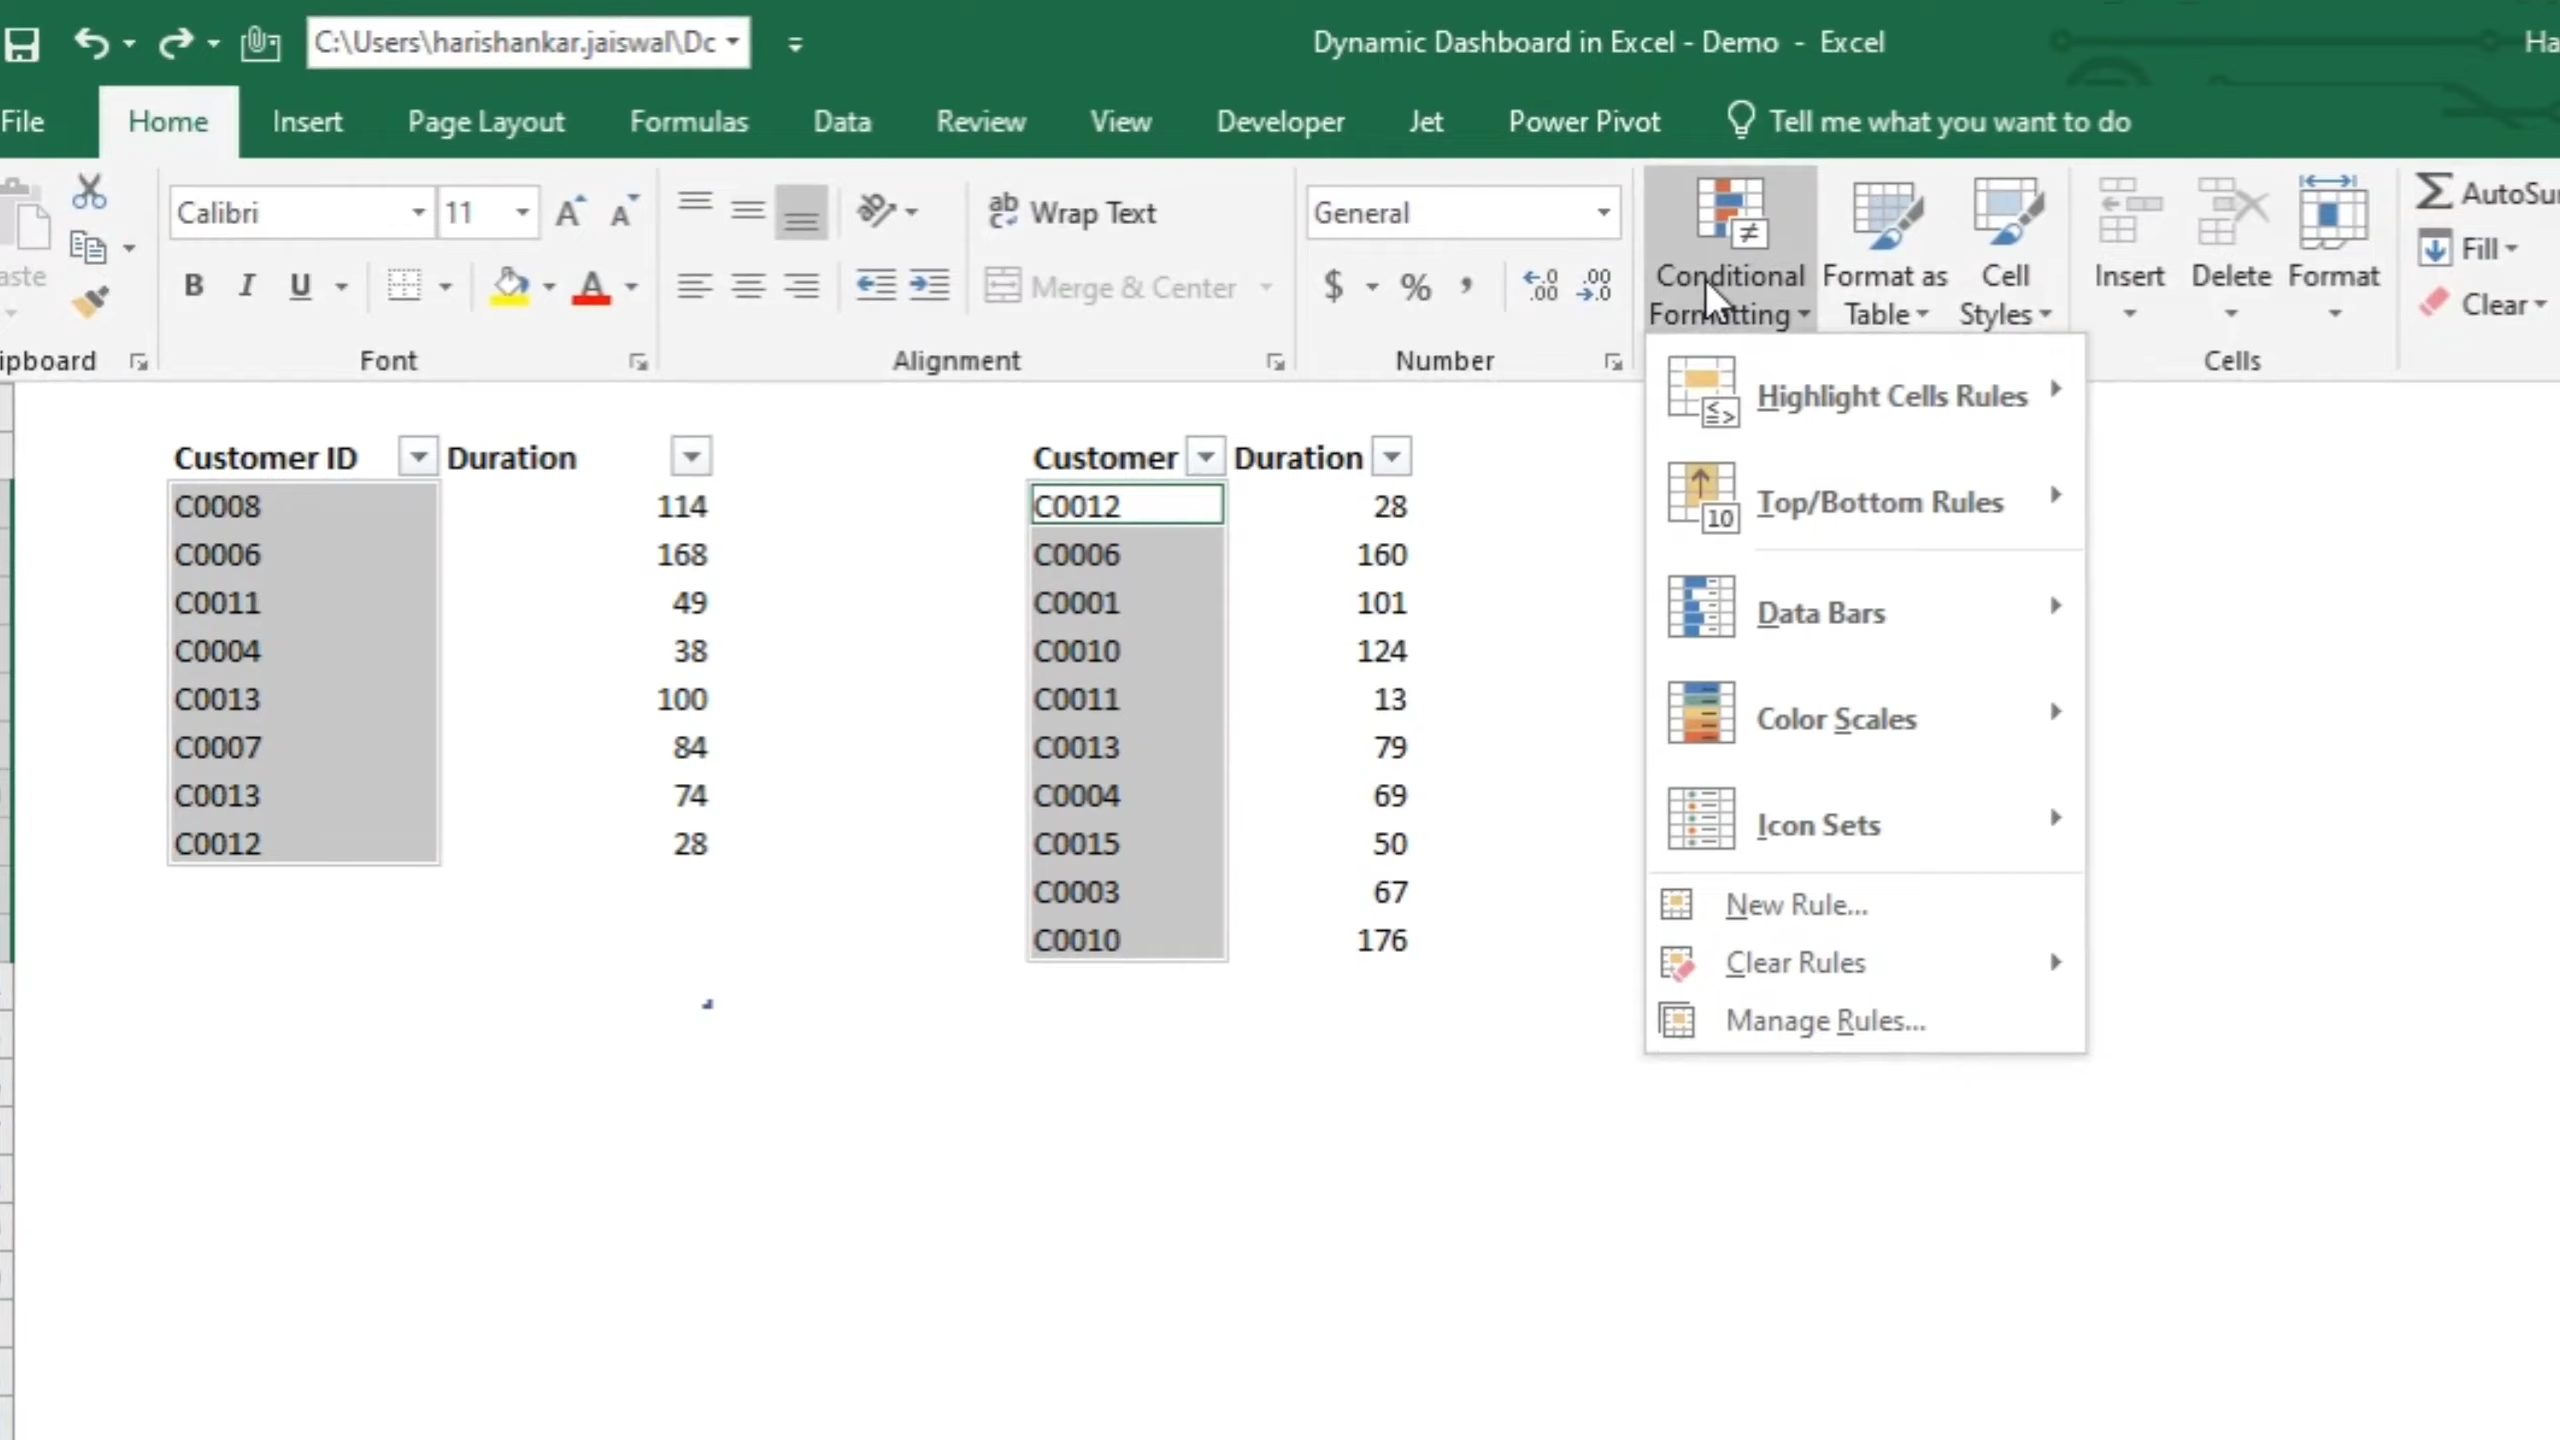 C:\Users\harishankar.jaiswal\Dc
Dynamic Dashboard in Excel - Demo - Excel
Ha
File Home Insert Page Layout Formulas Data Review View Developer Jet Power Pivot Tell me what you want to do
Calibri 11 Wrap Text General Conditional Formatting Format as Table Cell Styles Insert Delete Format AutoSu
aste B I U A Merge & Center $ % , Fill
Clear
ipboard Font Alignment Number Cells
Highlight Cells Rules
Top/Bottom Rules
Data Bars
Color Scales
Icon Sets
New Rule...
Clear Rules
Manage Rules...
Customer ID Duration
C0008 114
C0006 168
C0011 49
C0004 38
C0013 100
C0007 84
C0013 74
C0012 28
Customer Duration
C0012 28
C0006 160
C0001 101
C0010 124
C0011 13
C0013 79
C0004 69
C0015 50
C0003 67
C0010 176